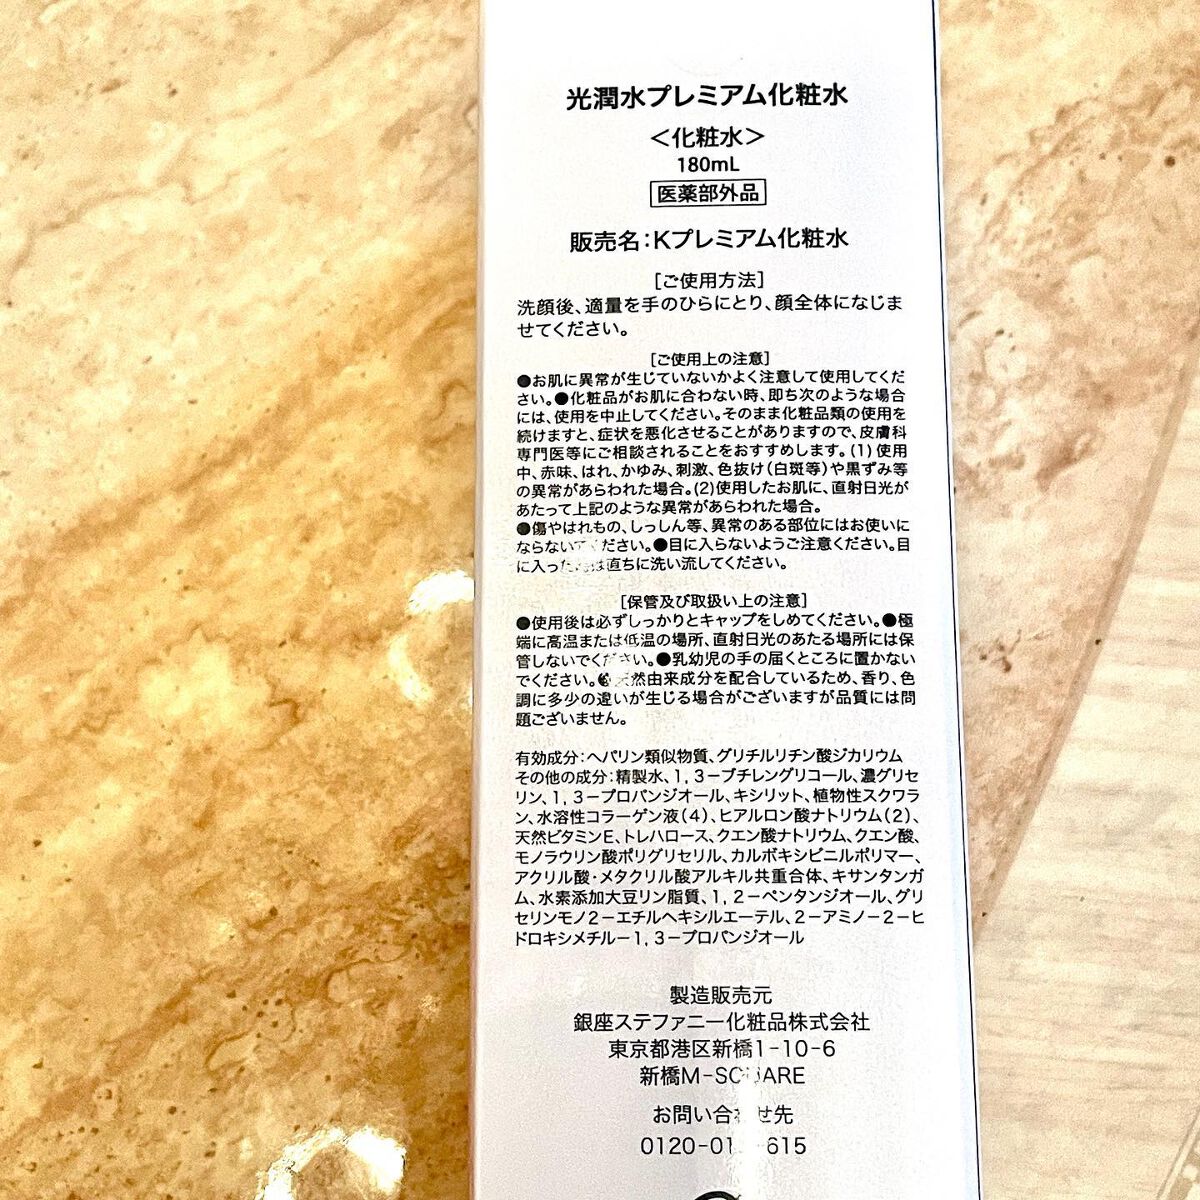 光潤水プレミアム化粧水
＜化粧水＞
180mL
医薬部外品
販売名：Kプレミアム化粧水
［ご使用方法］
洗顔後、適量を手のひらにとり、顔全体になじま
せてください。
［ご使用上の注意］
●お肌に異常が生じていないかよく注意して使用してくだ
さい。●化粧品がお肌に合わない時、即ち次のような場合
には、使用を中止してください。そのまま化粧品類の使用を
続けますと、症状を悪化させることがありますので、皮膚科
専門医等にご相談されることをおすすめします。(1)使用
中、赤味、はれ、かゆみ、刺激、色抜け（白斑等）や黒ずみ等
の異常があらわれた場合。(2)使用したお肌に、直射日光が
あたって上記のような異常があらわれた場合。
●傷やはれもの、しっしん等、異常のある部位にはお使いに
ならないでください。●目に入らないようご注意ください。目
に入った は直ちに洗い流してください。
［保管及び取扱い上の注意］
●使用後は必ずしっかりとキャップをしめてください。●極
端に高温または低温の場所、直射日光のあたる場所には保
管しないでください。●乳幼児の手の届くところに置かない
でください。●天然由来成分を配合しているため、香り、色
調に多少の違いが生じる場合がございますが品質には問
題ございません。
有効成分：ヘパリン類似物質、グリチルリチン酸ジカリウム
その他の成分：精製水、1，3－ブチレングリコール、濃グリセ
リン、1，3－プロパンジオール、キシリット、植物性スクワラ
ン、水溶性コラーゲン液（4）、ヒアルロン酸ナトリウム（2）、
天然ビタミンE、トレハロース、クエン酸ナトリウム、クエン酸、
モノラウリン酸ポリグリセリル、カルボキシビニルポリマー、
アクリル酸・メタクリル酸アルキル共重合体、キサンタンガ
ム、水素添加大豆リン脂質、1，2－ペンタンジオール、グリ
セリンモノ2－エチルヘキシルエーテル、2－アミノ－2－ヒ
ドロキシメチル－1，3－プロパンジオール
製造販売元
銀座ステファニー化粧品株式会社
東京都港区新橋1-10-6
新橋M-SQUARE
お問い合わせ先